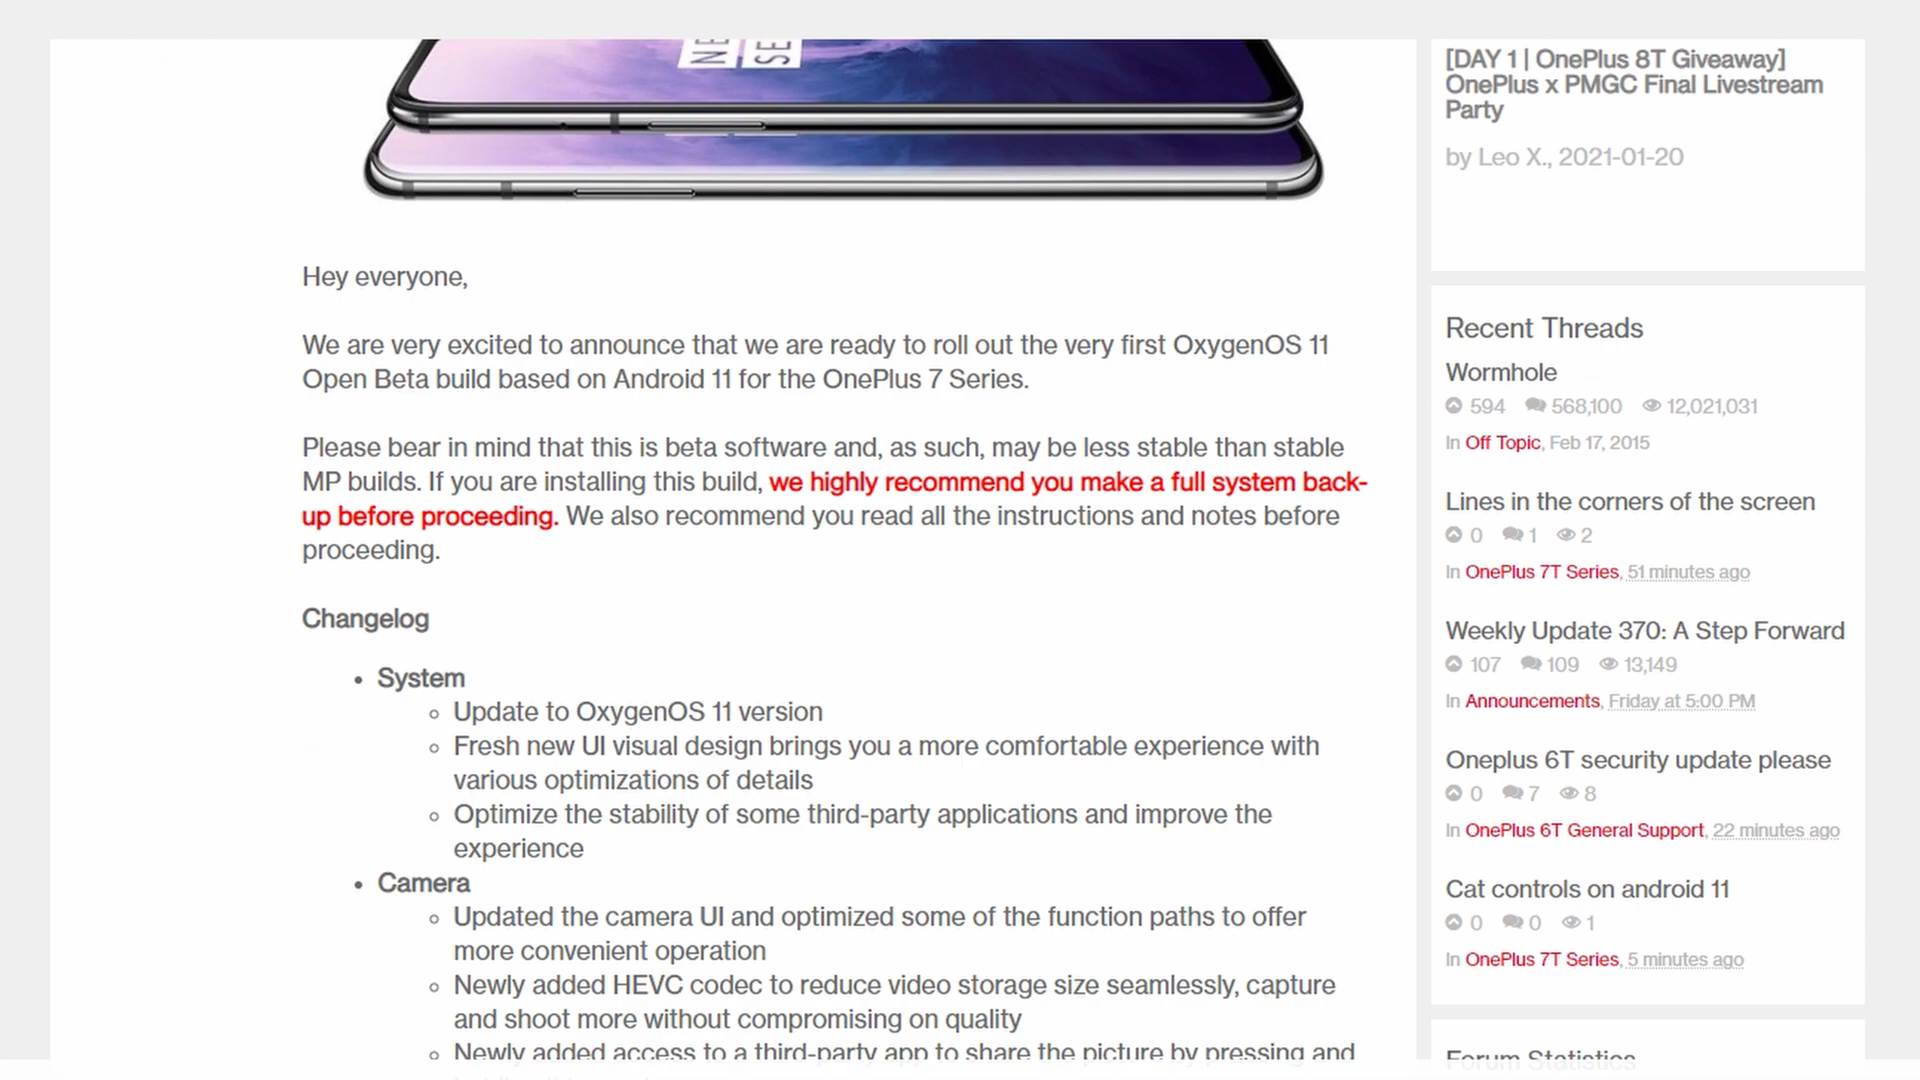 NE
SE
[DAY 1 | OnePlus 8T Giveaway]
OnePlus x PMGC Final Livestream
Party
by Leo X., 2021-01-20
Hey everyone,
We are very excited to announce that we are ready to roll out the very first OxygenOS 11
Open Beta build based on Android 11 for the OnePlus 7 Series.
Please bear in mind that this is beta software and, as such, may be less stable than stable
MP builds. If you are installing this build, we highly recommend you make a full system back-
up before proceeding. We also recommend you read all the instructions and notes before
proceeding.
Changelog
• System
Update to OxygenOS 11 version
Fresh new UI visual design brings you a more comfortable experience with
various optimizations of details
Optimize the stability of some third-party applications and improve the
experience
• Camera
Updated the camera UI and optimized some of the function paths to offer
more convenient operation
Newly added HEVC codec to reduce video storage size seamlessly, capture
and shoot more without compromising on quality
Newly added access to a third-party app to share the picture by pressing and
Recent Threads
Wormhole
594 568,100 12,021,031
In Off Topic, Feb 17, 2015
Lines in the corners of the screen
0 1 2
In OnePlus 7T Series, 51 minutes ago
Weekly Update 370: A Step Forward
107 109 13,149
In Announcements, Friday at 5:00 PM
Oneplus 6T security update please
0 7 8
In OnePlus 6T General Support, 22 minutes ago
Cat controls on android 11
0 0 1
In OnePlus 7T Series, 5 minutes ago
Forum Statistics